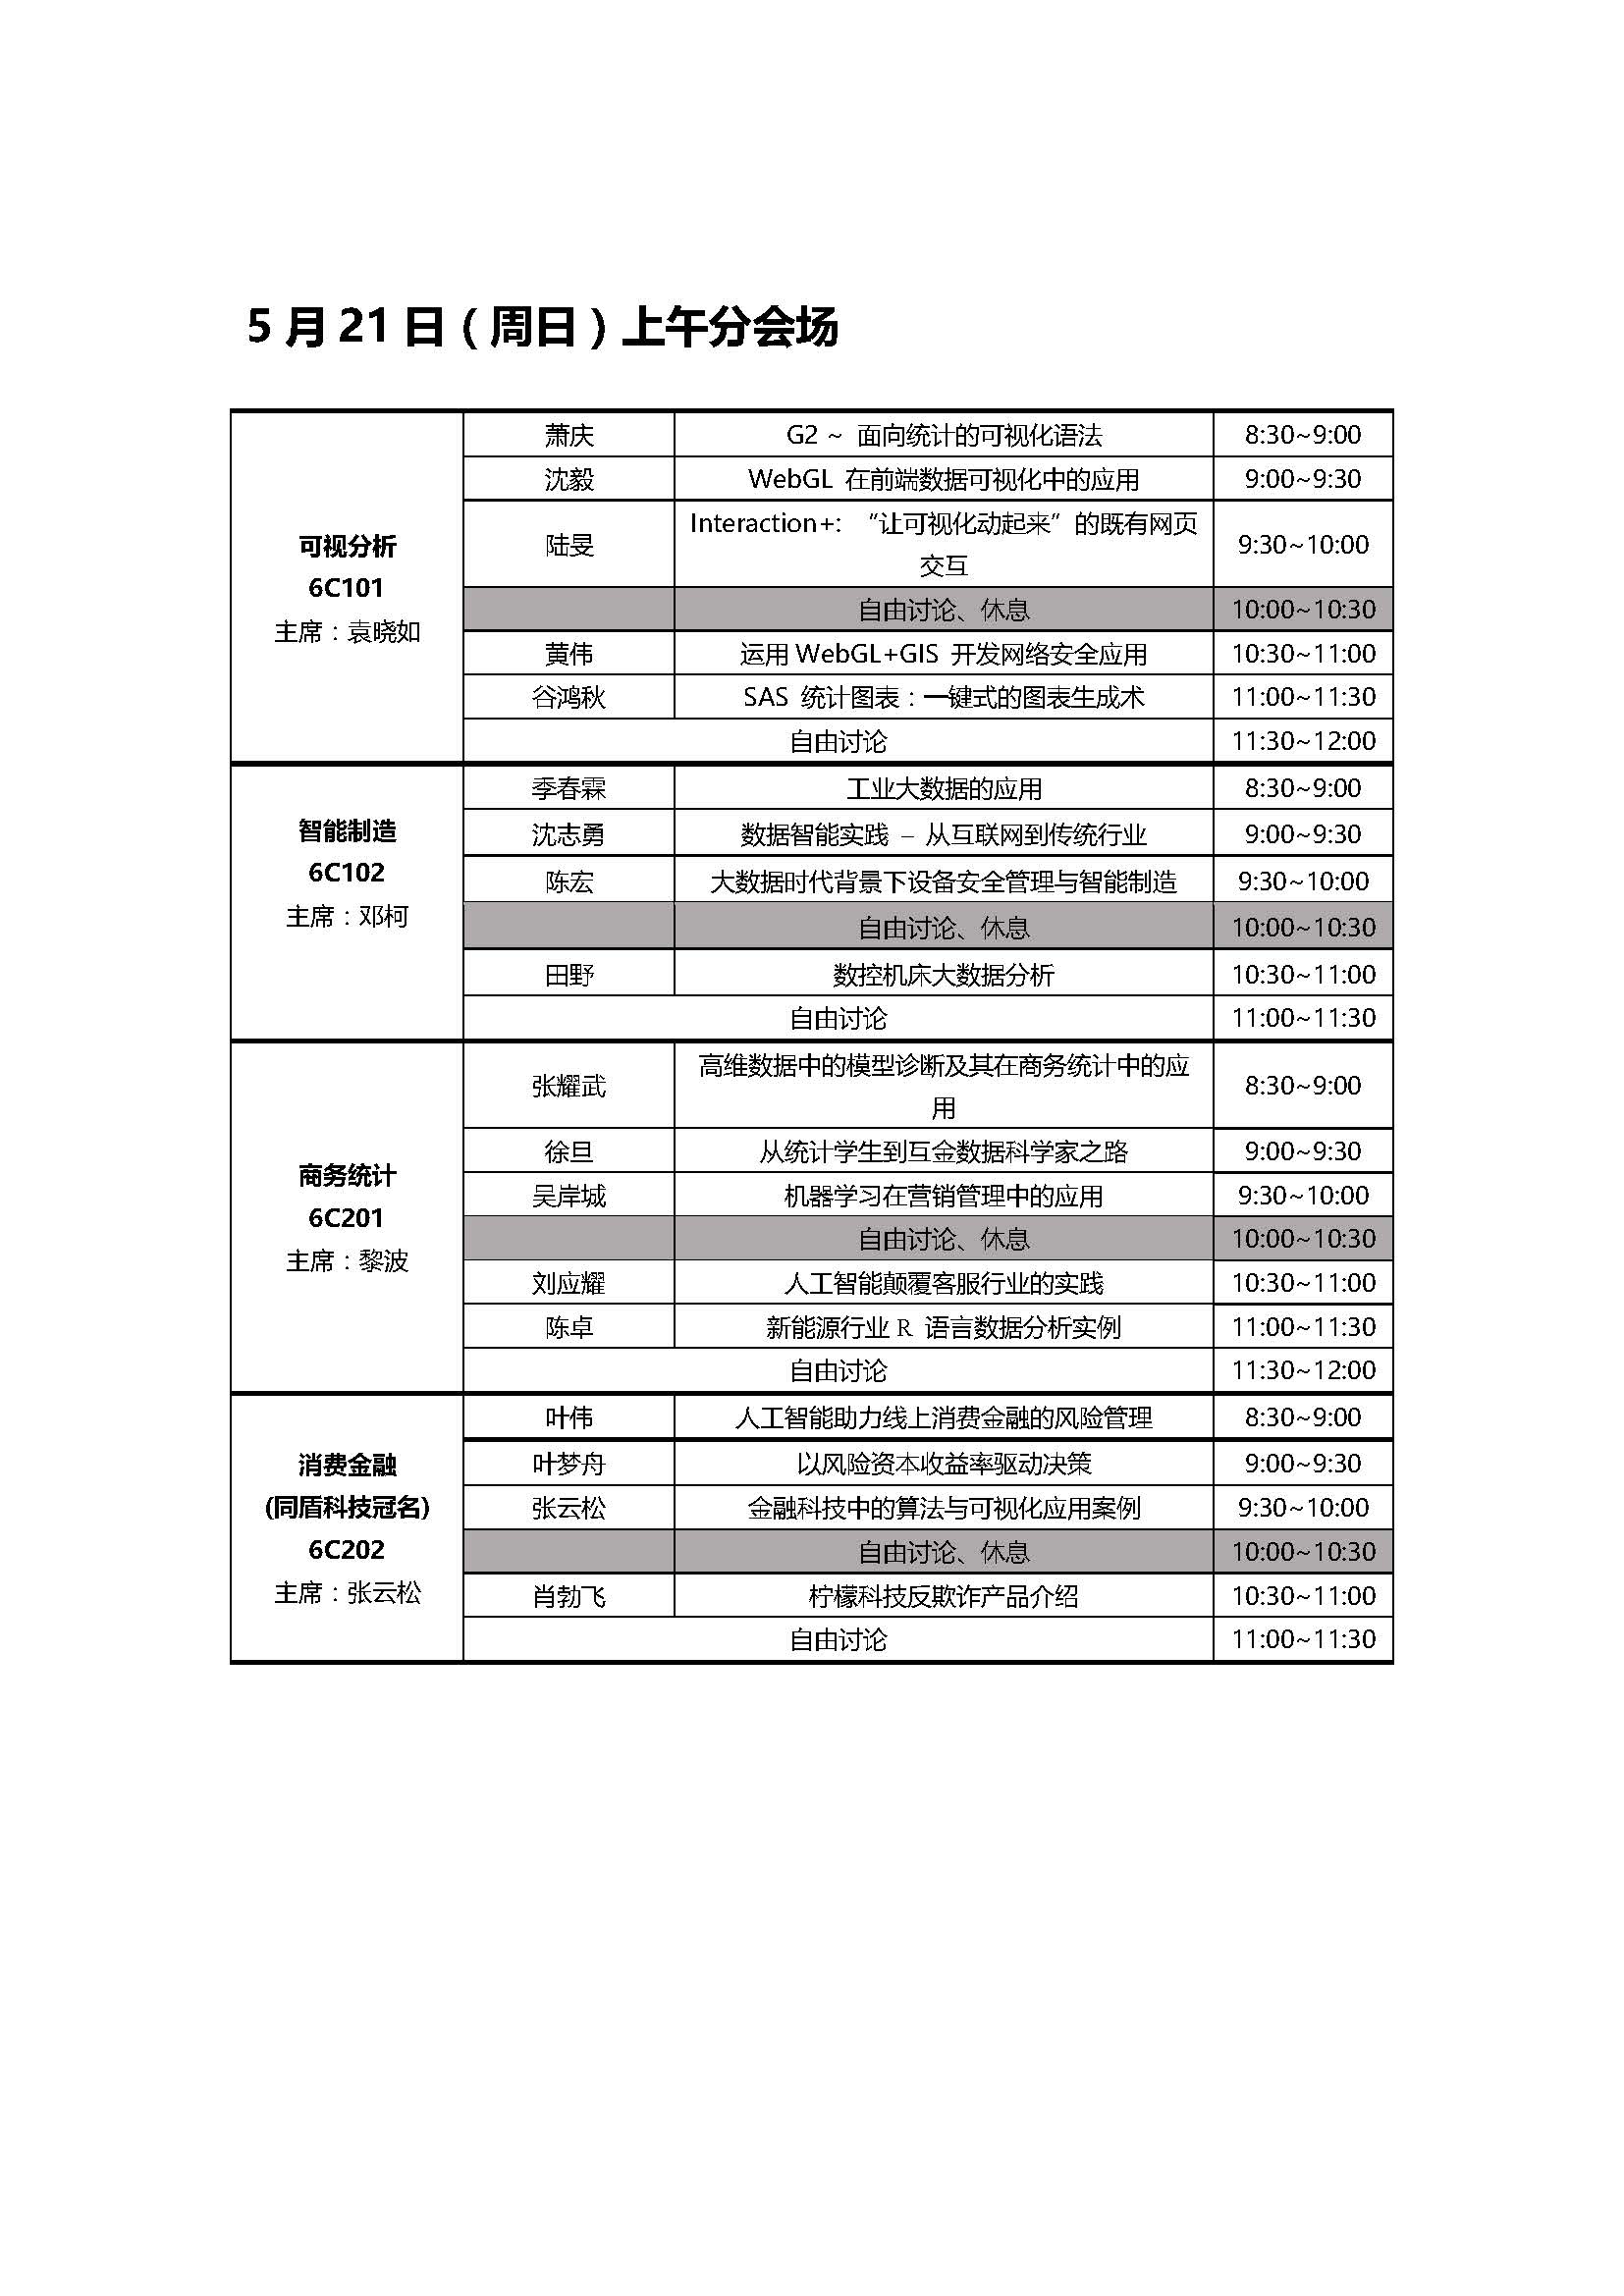 5 月 21 日（周日）上午分会场
可视分析
6C101
主席：袁晓如
萧庆 G2 ~ 面向统计的可视化语法 8:30~9:00
沈毅 WebGL 在前端数据可视化中的应用 9:00~9:30
陆旻 Interaction+: “让可视化动起来”的既有网页
交互 9:30~10:00
自由讨论、休息 10:00~10:30
黄伟 运用 WebGL+GIS 开发网络安全应用 10:30~11:00
谷鸿秋 SAS 统计图表：一键式的图表生成术 11:00~11:30
自由讨论 11:30~12:00
智能制造
6C102
主席：邓柯
季春霖 工业大数据的应用 8:30~9:00
沈志勇 数据智能实践 – 从互联网到传统行业 9:00~9:30
陈宏 大数据时代背景下设备安全管理与智能制造 9:30~10:00
自由讨论、休息 10:00~10:30
田野 数控机床大数据分析 10:30~11:00
自由讨论 11:00~11:30
商务统计
6C201
主席：黎波
张耀武 高维数据中的模型诊断及其在商务统计中的应
用 8:30~9:00
徐旦 从统计学生到互金数据科学家之路 9:00~9:30
吴岸城 机器学习在营销管理中的应用 9:30~10:00
自由讨论、休息 10:00~10:30
刘应耀 人工智能颠覆客服行业的实践 10:30~11:00
陈卓 新能源行业 R 语言数据分析实例 11:00~11:30
自由讨论 11:30~12:00
消费金融
(同盾科技冠名)
6C202
主席：张云松
叶伟 人工智能助力线上消费金融的风险管理 8:30~9:00
叶梦舟 以风险资本收益率驱动决策 9:00~9:30
张云松 金融科技中的算法与可视化应用案例 9:30~10:00
自由讨论、休息 10:00~10:30
肖勃飞 柠檬科技反欺诈产品介绍 10:30~11:00
自由讨论 11:00~11:30